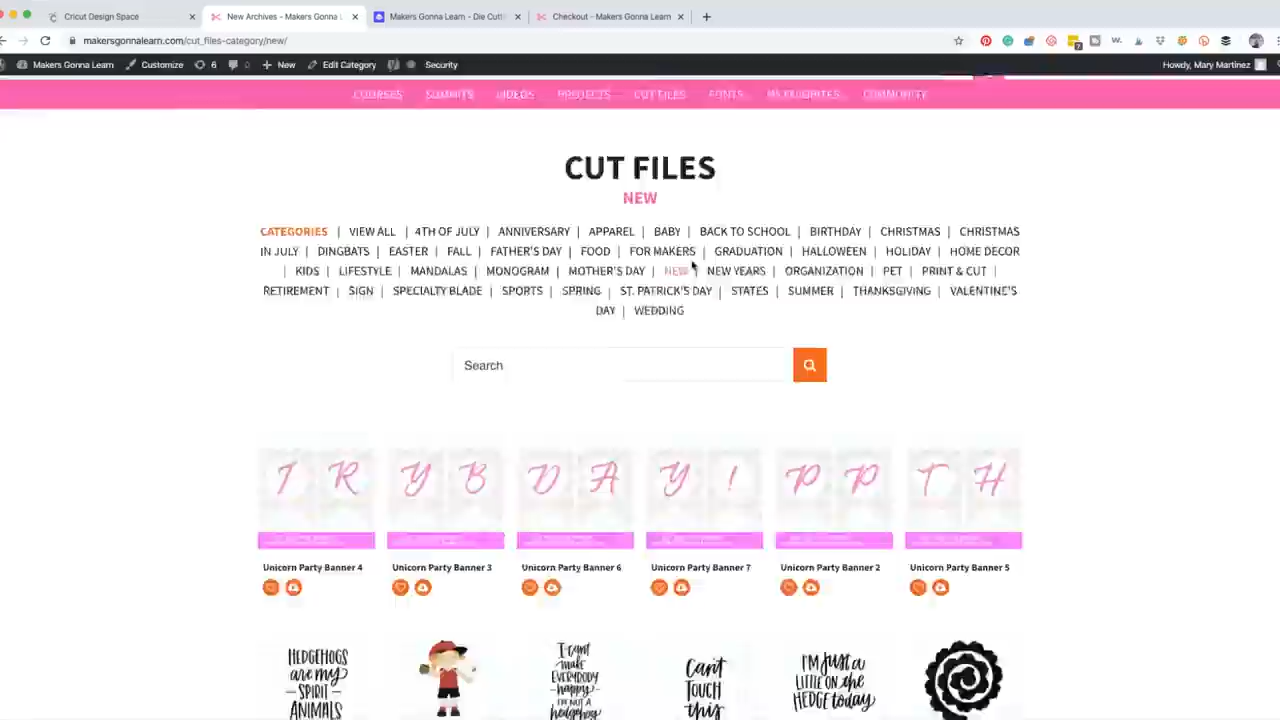 Cricut Design Space
New Archives - Makers Gonna L
Makers Gonna Learn - Die Cutt
Checkout - Makers Gonna Learn
makersgonnalearn.com/cut_files-category/new/
Makers Gonna Learn
Customize
6
0
New
Edit Category
Security
Howdy, Mary Martinez
COURSES SUMMITS VIDEOS PROJECTS CUT FILES FONTS MY FAVORITES COMMUNITY
CUT FILES
NEW
CATEGORIES | VIEW ALL | 4TH OF JULY | ANNIVERSARY | APPAREL | BABY | BACK TO SCHOOL | BIRTHDAY | CHRISTMAS | CHRISTMAS
IN JULY | DINGBATS | EASTER | FALL | FATHER'S DAY | FOOD | FOR MAKERS | GRADUATION | HALLOWEEN | HOLIDAY | HOME DECOR
| KIDS | LIFESTYLE | MANDALAS | MONOGRAM | MOTHER'S DAY | NEW | NEW YEARS | ORGANIZATION | PET | PRINT & CUT |
RETIREMENT | SIGN | SPECIALTY BLADE | SPORTS | SPRING | ST. PATRICK'S DAY | STATES | SUMMER | THANKSGIVING | VALENTINE'S
DAY | WEDDING
Search
I R Y B D A Y ! P P T H
Unicorn Party Banner 4
Unicorn Party Banner 3
Unicorn Party Banner 6
Unicorn Party Banner 7
Unicorn Party Banner 2
Unicorn Party Banner 5
HEDGEHOGS
are my
SPIRIT
ANIMALS
I can't
make
EVERYBODY
happy
I'M NOT A
hedgehog
CAN'T
TOUCH
this
I'M JUST a
LITTLE ON the
HEDGE today